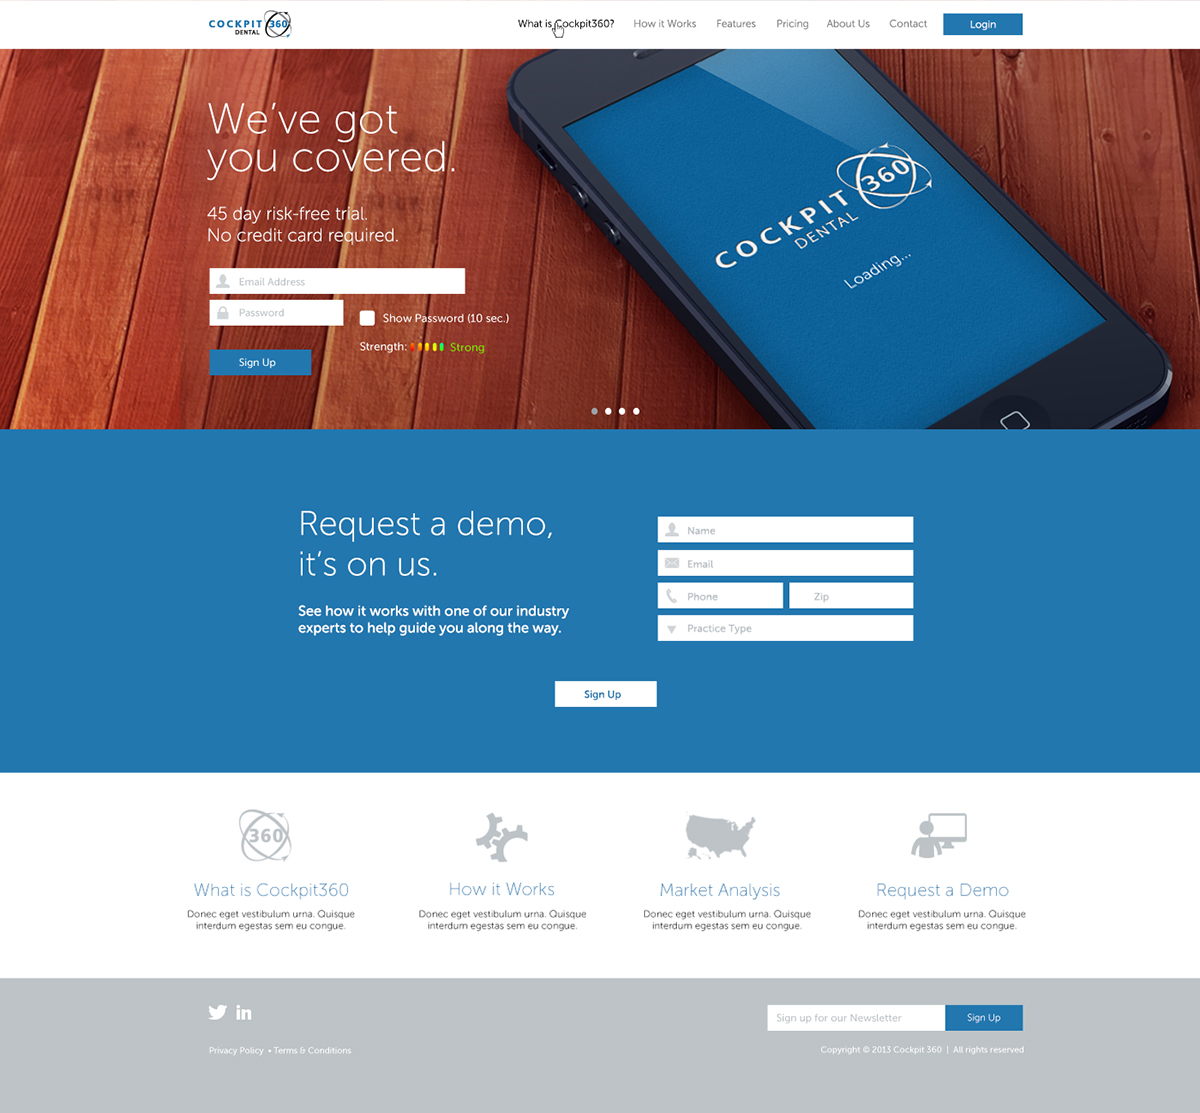 COCKPIT 360
DENTAL
What is Cockpit360?
How it Works
Features
Pricing
About Us
Contact
Login
We've got
you covered.
45 day risk-free trial.
No credit card required.
Email Address
Password
Show Password (10 sec.)
Strength: Strong
Sign Up
COCKPIT 360
DENTAL
Loading...
Request a demo,
it's on us.
See how it works with one of our industry
experts to help guide you along the way.
Name
Email
Phone
Zip
Practice Type
Sign Up
360
What is Cockpit360
Donec eget vestibulum urna. Quisque
interdum egestas sem eu congue.
How it Works
Donec eget vestibulum urna. Quisque
interdum egestas sem eu congue.
Market Analysis
Donec eget vestibulum urna. Quisque
interdum egestas sem eu congue.
Request a Demo
Donec eget vestibulum urna. Quisque
interdum egestas sem eu congue.
in
Sign up for our Newsletter
Sign Up
Privacy Policy • Terms & Conditions
Copyright © 2013 Cockpit 360 | All rights reserved